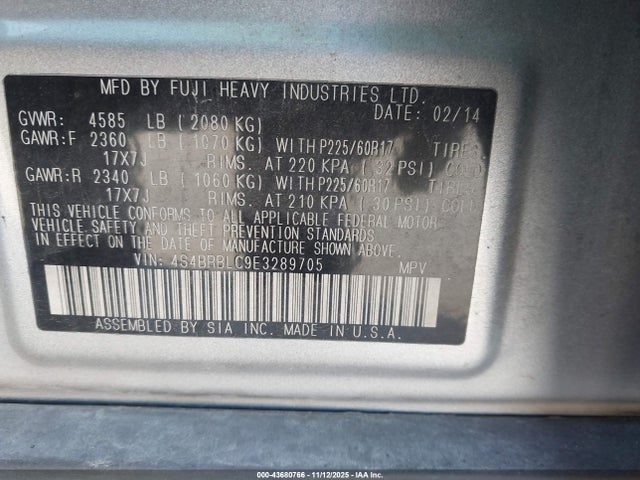 MFD BY FUJI HEAVY INDUSTRIES LTD.
DATE: 02/14
GVWR: 4585 LB ( 2080 KG)
GAWR:F 2360 LB ( 1070 KG) WITH P225/60R17 TIRES
17X7J RIMS. AT 220 KPA ( 32 PSI) COLD
GAWR:R 2340 LB ( 1060 KG) WITH P225/60R17 TIRES
17X7J RIMS. AT 210 KPA ( 30 PSI) COLD
THIS VEHICLE CONFORMS TO ALL APPLICABLE FEDERAL MOTOR
VEHICLE SAFETY AND THEFT PREVENTION STANDARDS
IN EFFECT ON THE DATE OF MANUFACTURE SHOWN ABOVE.
VIN: 4S4BRBLC9E3289705 MPV
ASSEMBLED BY SIA INC. MADE IN U.S.A.
000-43680766 - 11/12/2025 - IAAI.COM